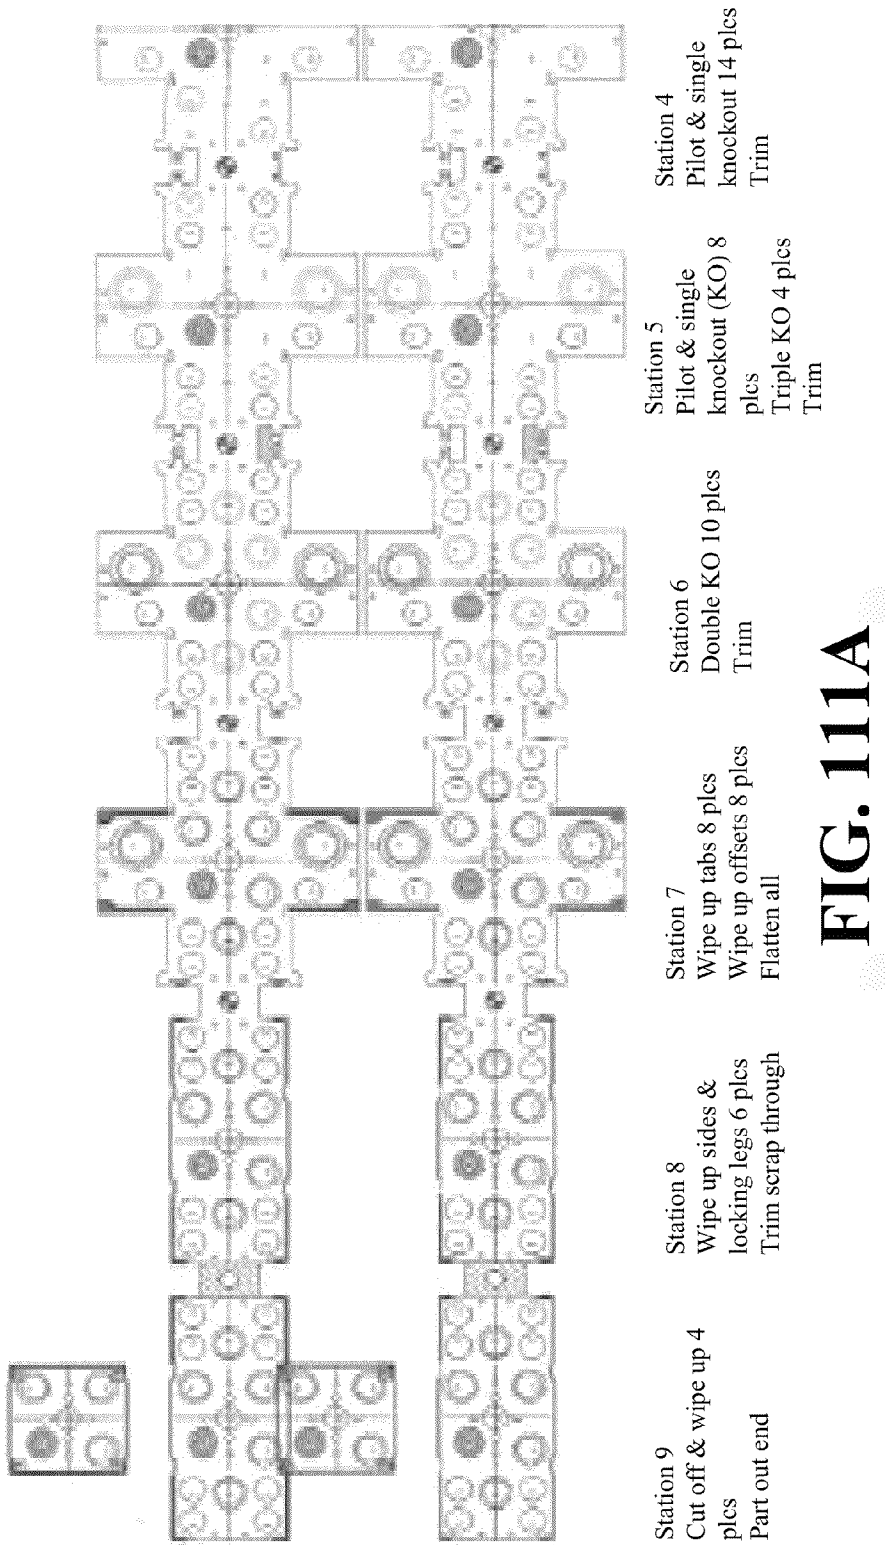 Station 9
Cut off & wipe up 4
plcs
Part out end
Station 8
Wipe up sides &
locking legs 6 plcs
Trim scrap through
Station 7
Wipe up tabs 8 plcs
Wipe up offsets 8 plcs
Flatten all
Station 6
Double KO 10 plcs
Trim
Station 5
Pilot & single
knockout (KO) 8
plcs
Triple KO 4 plcs
Trim
Station 4
Pilot & single
knockout 14 plcs
Trim
FIG. 111A